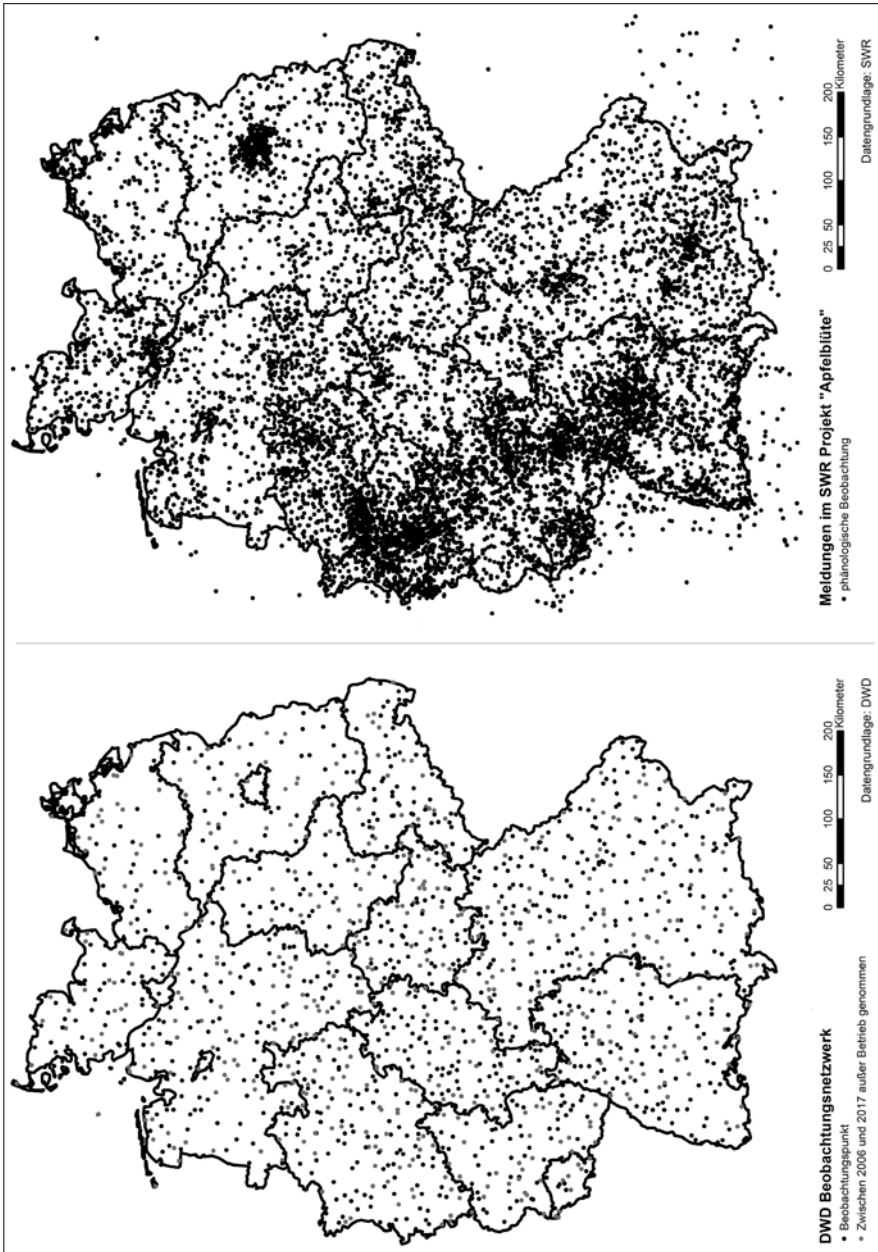 DWD Beobachtungsnetzwerk
• Beobachtungspunkt
• Zwischen 2006 und 2017 außer Betrieb genommen
0 25 50 100 150 200
Kilometer
Datengrundlage: DWD
Meldungen im SWR Projekt "Apfelblüte"
• phänologische Beobachtung
0 25 50 100 150 200
Kilometer
Datengrundlage: SWR